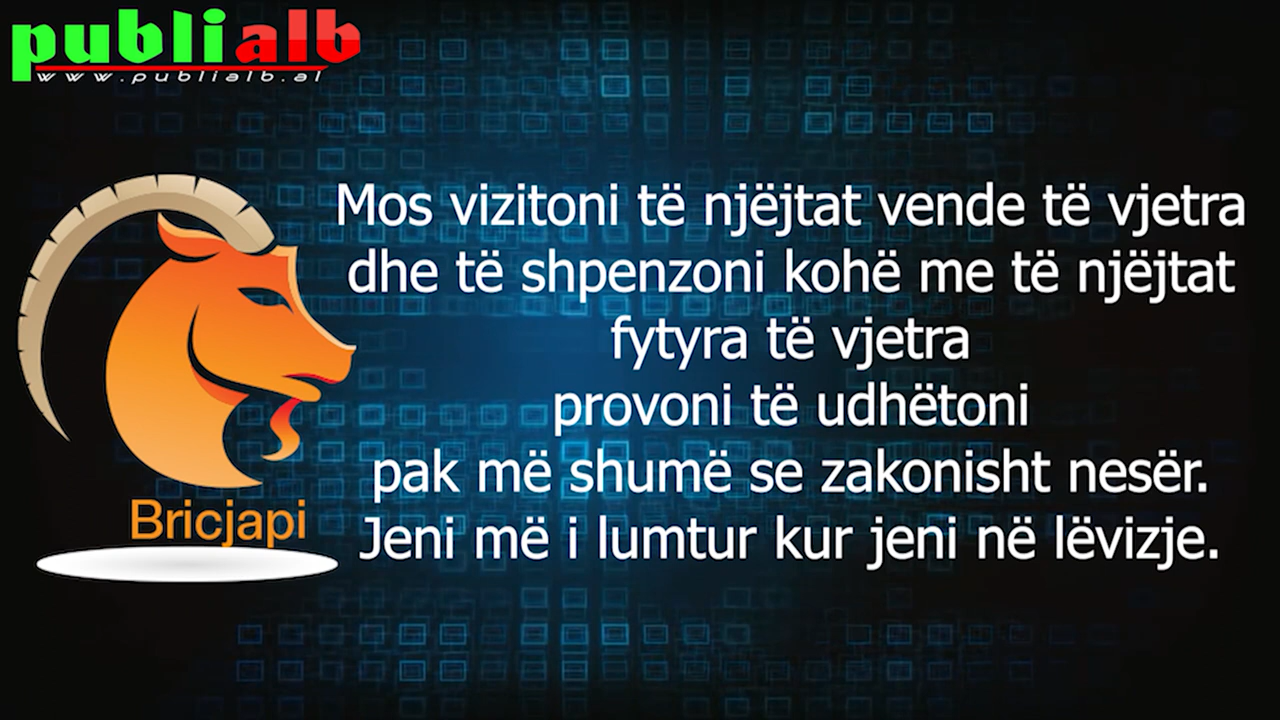 publialb
www.publialb.al
Mos vizitoni të njëjtat vende të vjetra
dhe të shpenzoni kohë me të njëjtat
fytyra të vjetra
provoni të udhëtoni
pak më shumë se zakonisht nesër.
Jeni më i lumtur kur jeni në lëvizje.
Bricjapi